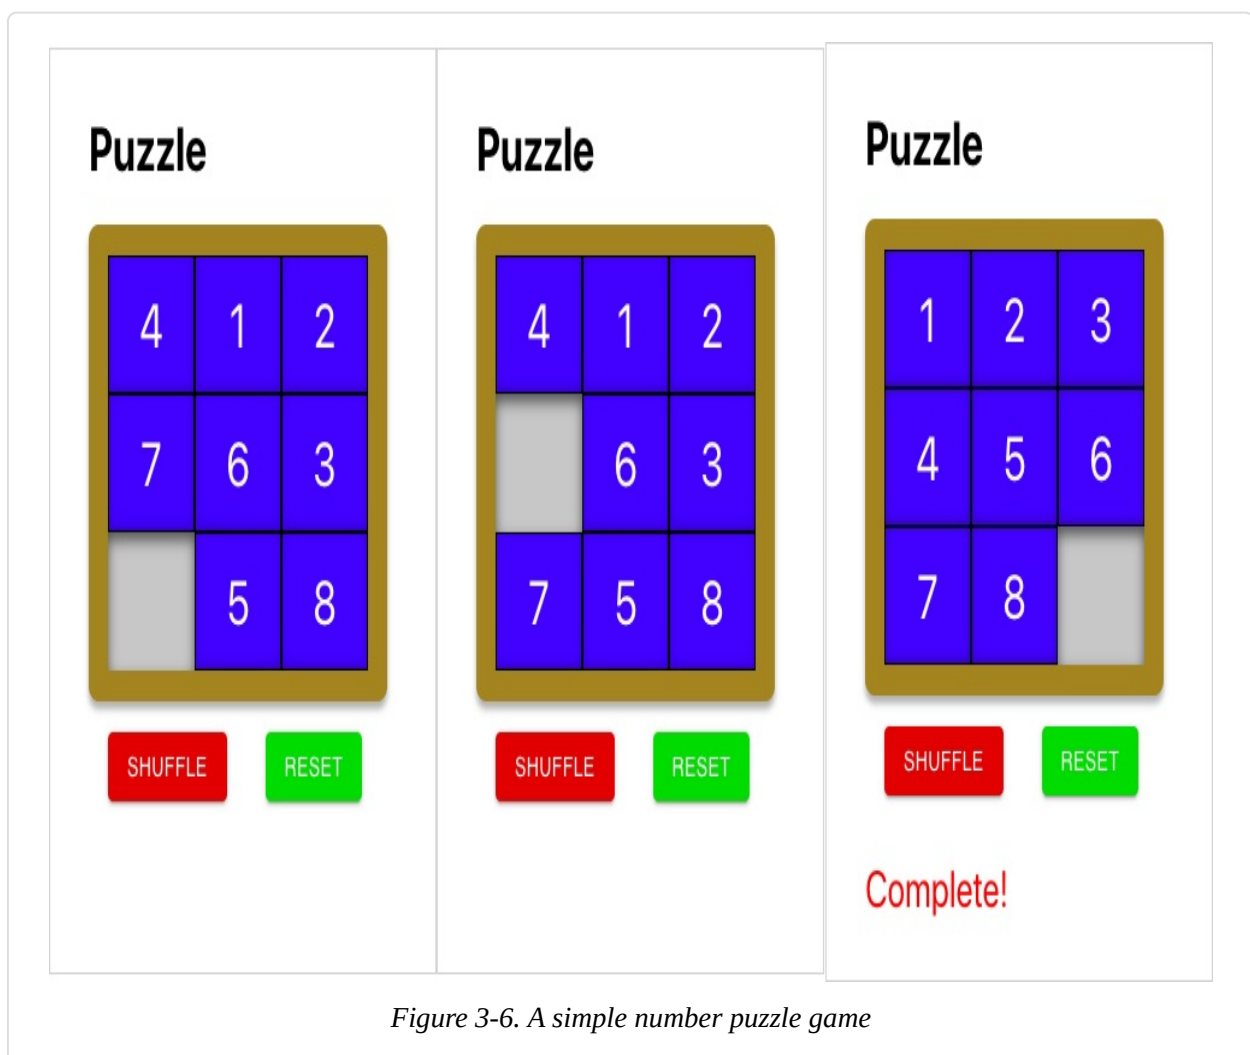 Puzzle
4 1 2
7 6 3
5 8
SHUFFLE RESET
Puzzle
4 1 2
6 3
7 5 8
SHUFFLE RESET
Puzzle
1 2 3
4 5 6
7 8
SHUFFLE RESET
Complete!
Figure 3-6. A simple number puzzle game